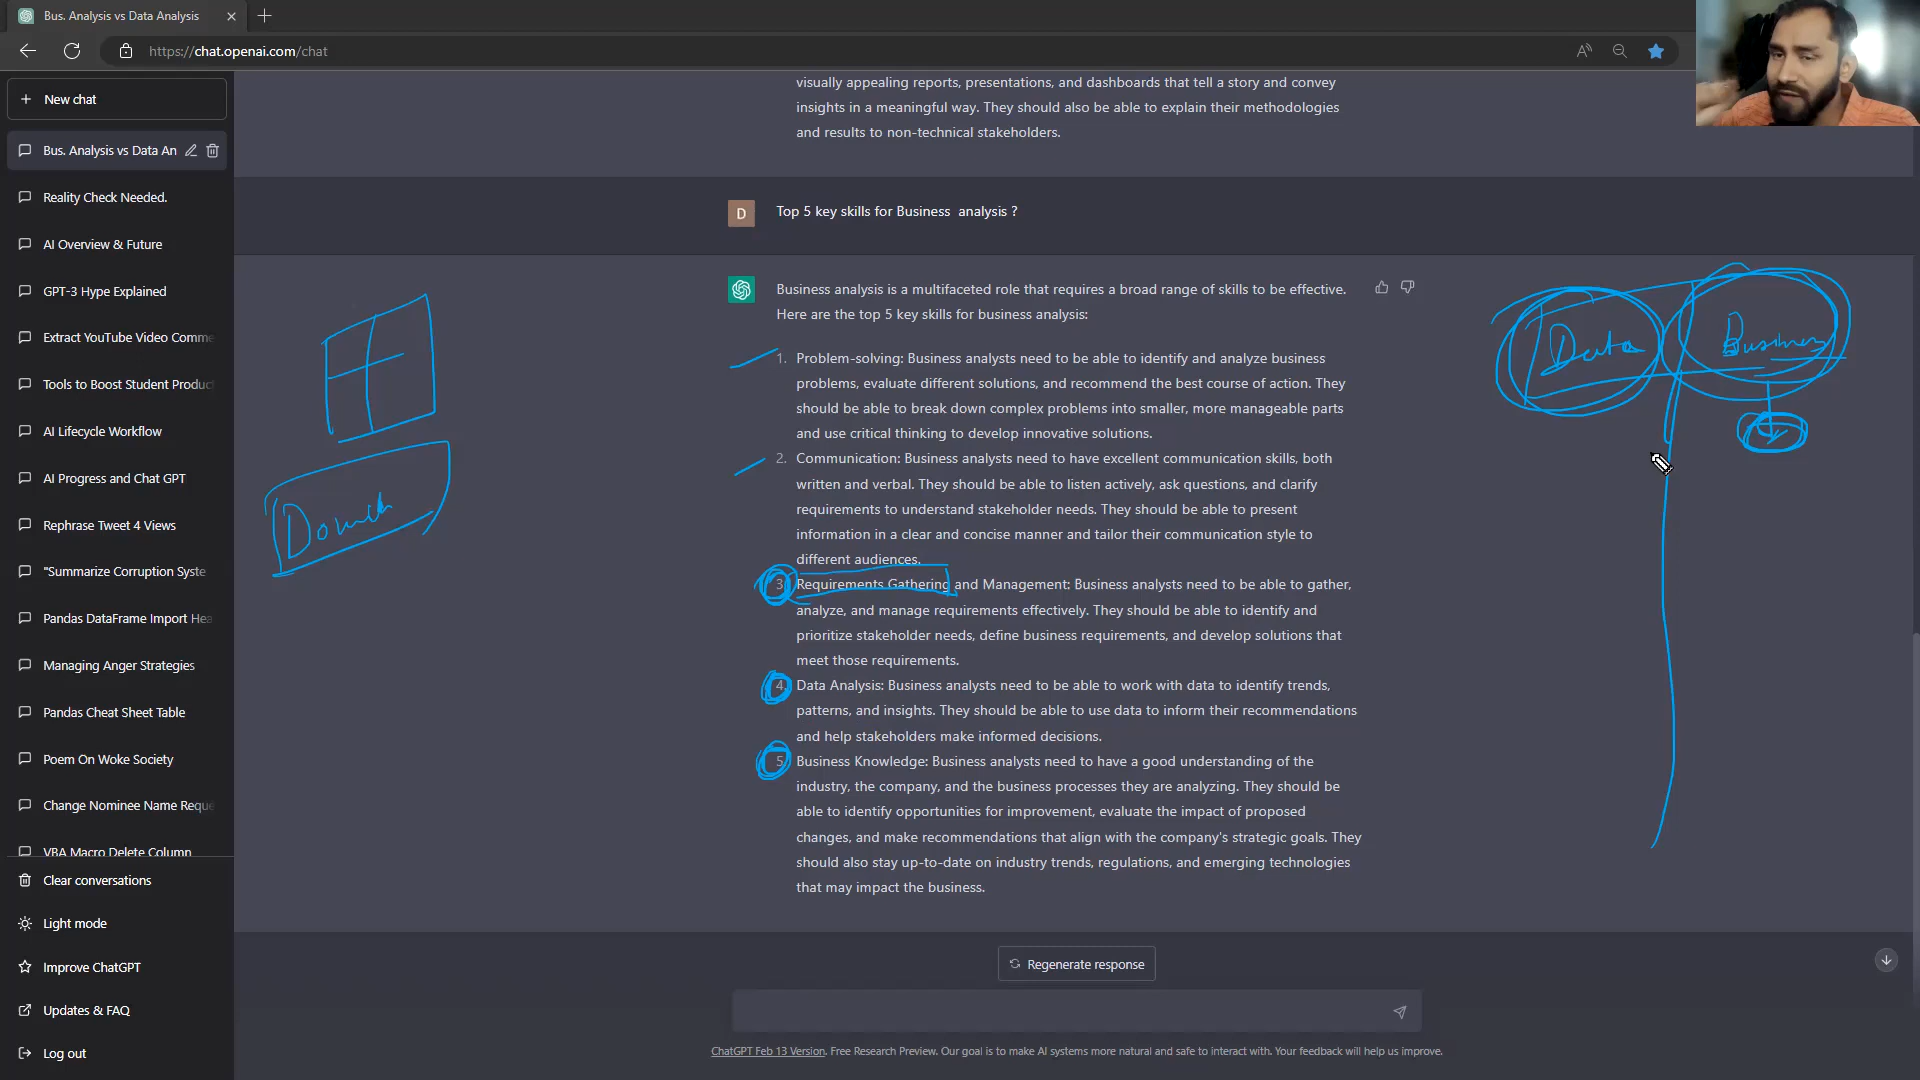 Bus. Analysis vs Data Analysis
https://chat.openai.com/chat
New chat
Bus. Analysis vs Data An
Reality Check Needed.
AI Overview & Future
GPT-3 Hype Explained
Extract YouTube Video Comme
Tools to Boost Student Produc
AI Lifecycle Workflow
AI Progress and Chat GPT
Rephrase Tweet 4 Views
"Summarize Corruption Syste
Pandas DataFrame Import Hea
Managing Anger Strategies
Pandas Cheat Sheet Table
Poem On Woke Society
Change Nominee Name Reque
VBA Macro Delete Column
Clear conversations
Light mode
Improve ChatGPT
Updates & FAQ
Log out
visually appealing reports, presentations, and dashboards that tell a story and convey
insights in a meaningful way. They should also be able to explain their methodologies
and results to non-technical stakeholders.
D
Top 5 key skills for Business analysis ?
Business analysis is a multifaceted role that requires a broad range of skills to be effective.
Here are the top 5 key skills for business analysis:
1. Problem-solving: Business analysts need to be able to identify and analyze business
problems, evaluate different solutions, and recommend the best course of action. They
should be able to break down complex problems into smaller, more manageable parts
and use critical thinking to develop innovative solutions.
2. Communication: Business analysts need to have excellent communication skills, both
written and verbal. They should be able to listen actively, ask questions, and clarify
requirements to understand stakeholder needs. They should be able to present
information in a clear and concise manner and tailor their communication style to
different audiences.
3. Requirements Gathering and Management: Business analysts need to be able to gather,
analyze, and manage requirements effectively. They should be able to identify and
prioritize stakeholder needs, define business requirements, and develop solutions that
meet those requirements.
4. Data Analysis: Business analysts need to be able to work with data to identify trends,
patterns, and insights. They should be able to use data to inform their recommendations
and help stakeholders make informed decisions.
5. Business Knowledge: Business analysts need to have a good understanding of the
industry, the company, and the business processes they are analyzing. They should be
able to identify opportunities for improvement, evaluate the impact of proposed
changes, and make recommendations that align with the company's strategic goals. They
should also stay up-to-date on industry trends, regulations, and emerging technologies
that may impact the business.
Data
Business
Regenerate response
ChatGPT Feb 13 Version. Free Research Preview. Our goal is to make AI systems more natural and safe to interact with. Your feedback will help us improve.